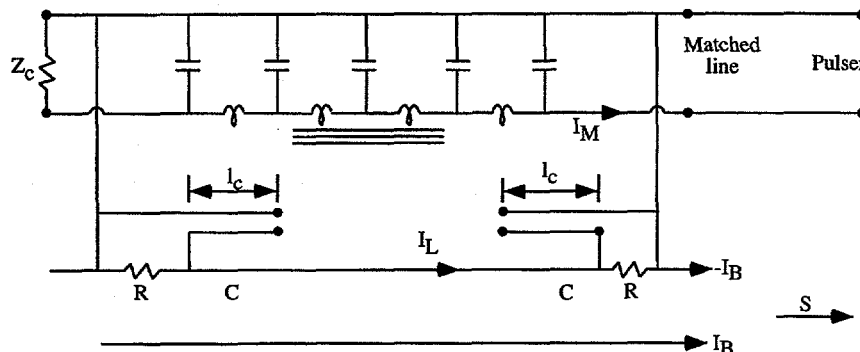 Z_C
Matched
line
Pulser
I_M
l_c
l_c
I_L
-I_B
R
C
C
R
S
I_B